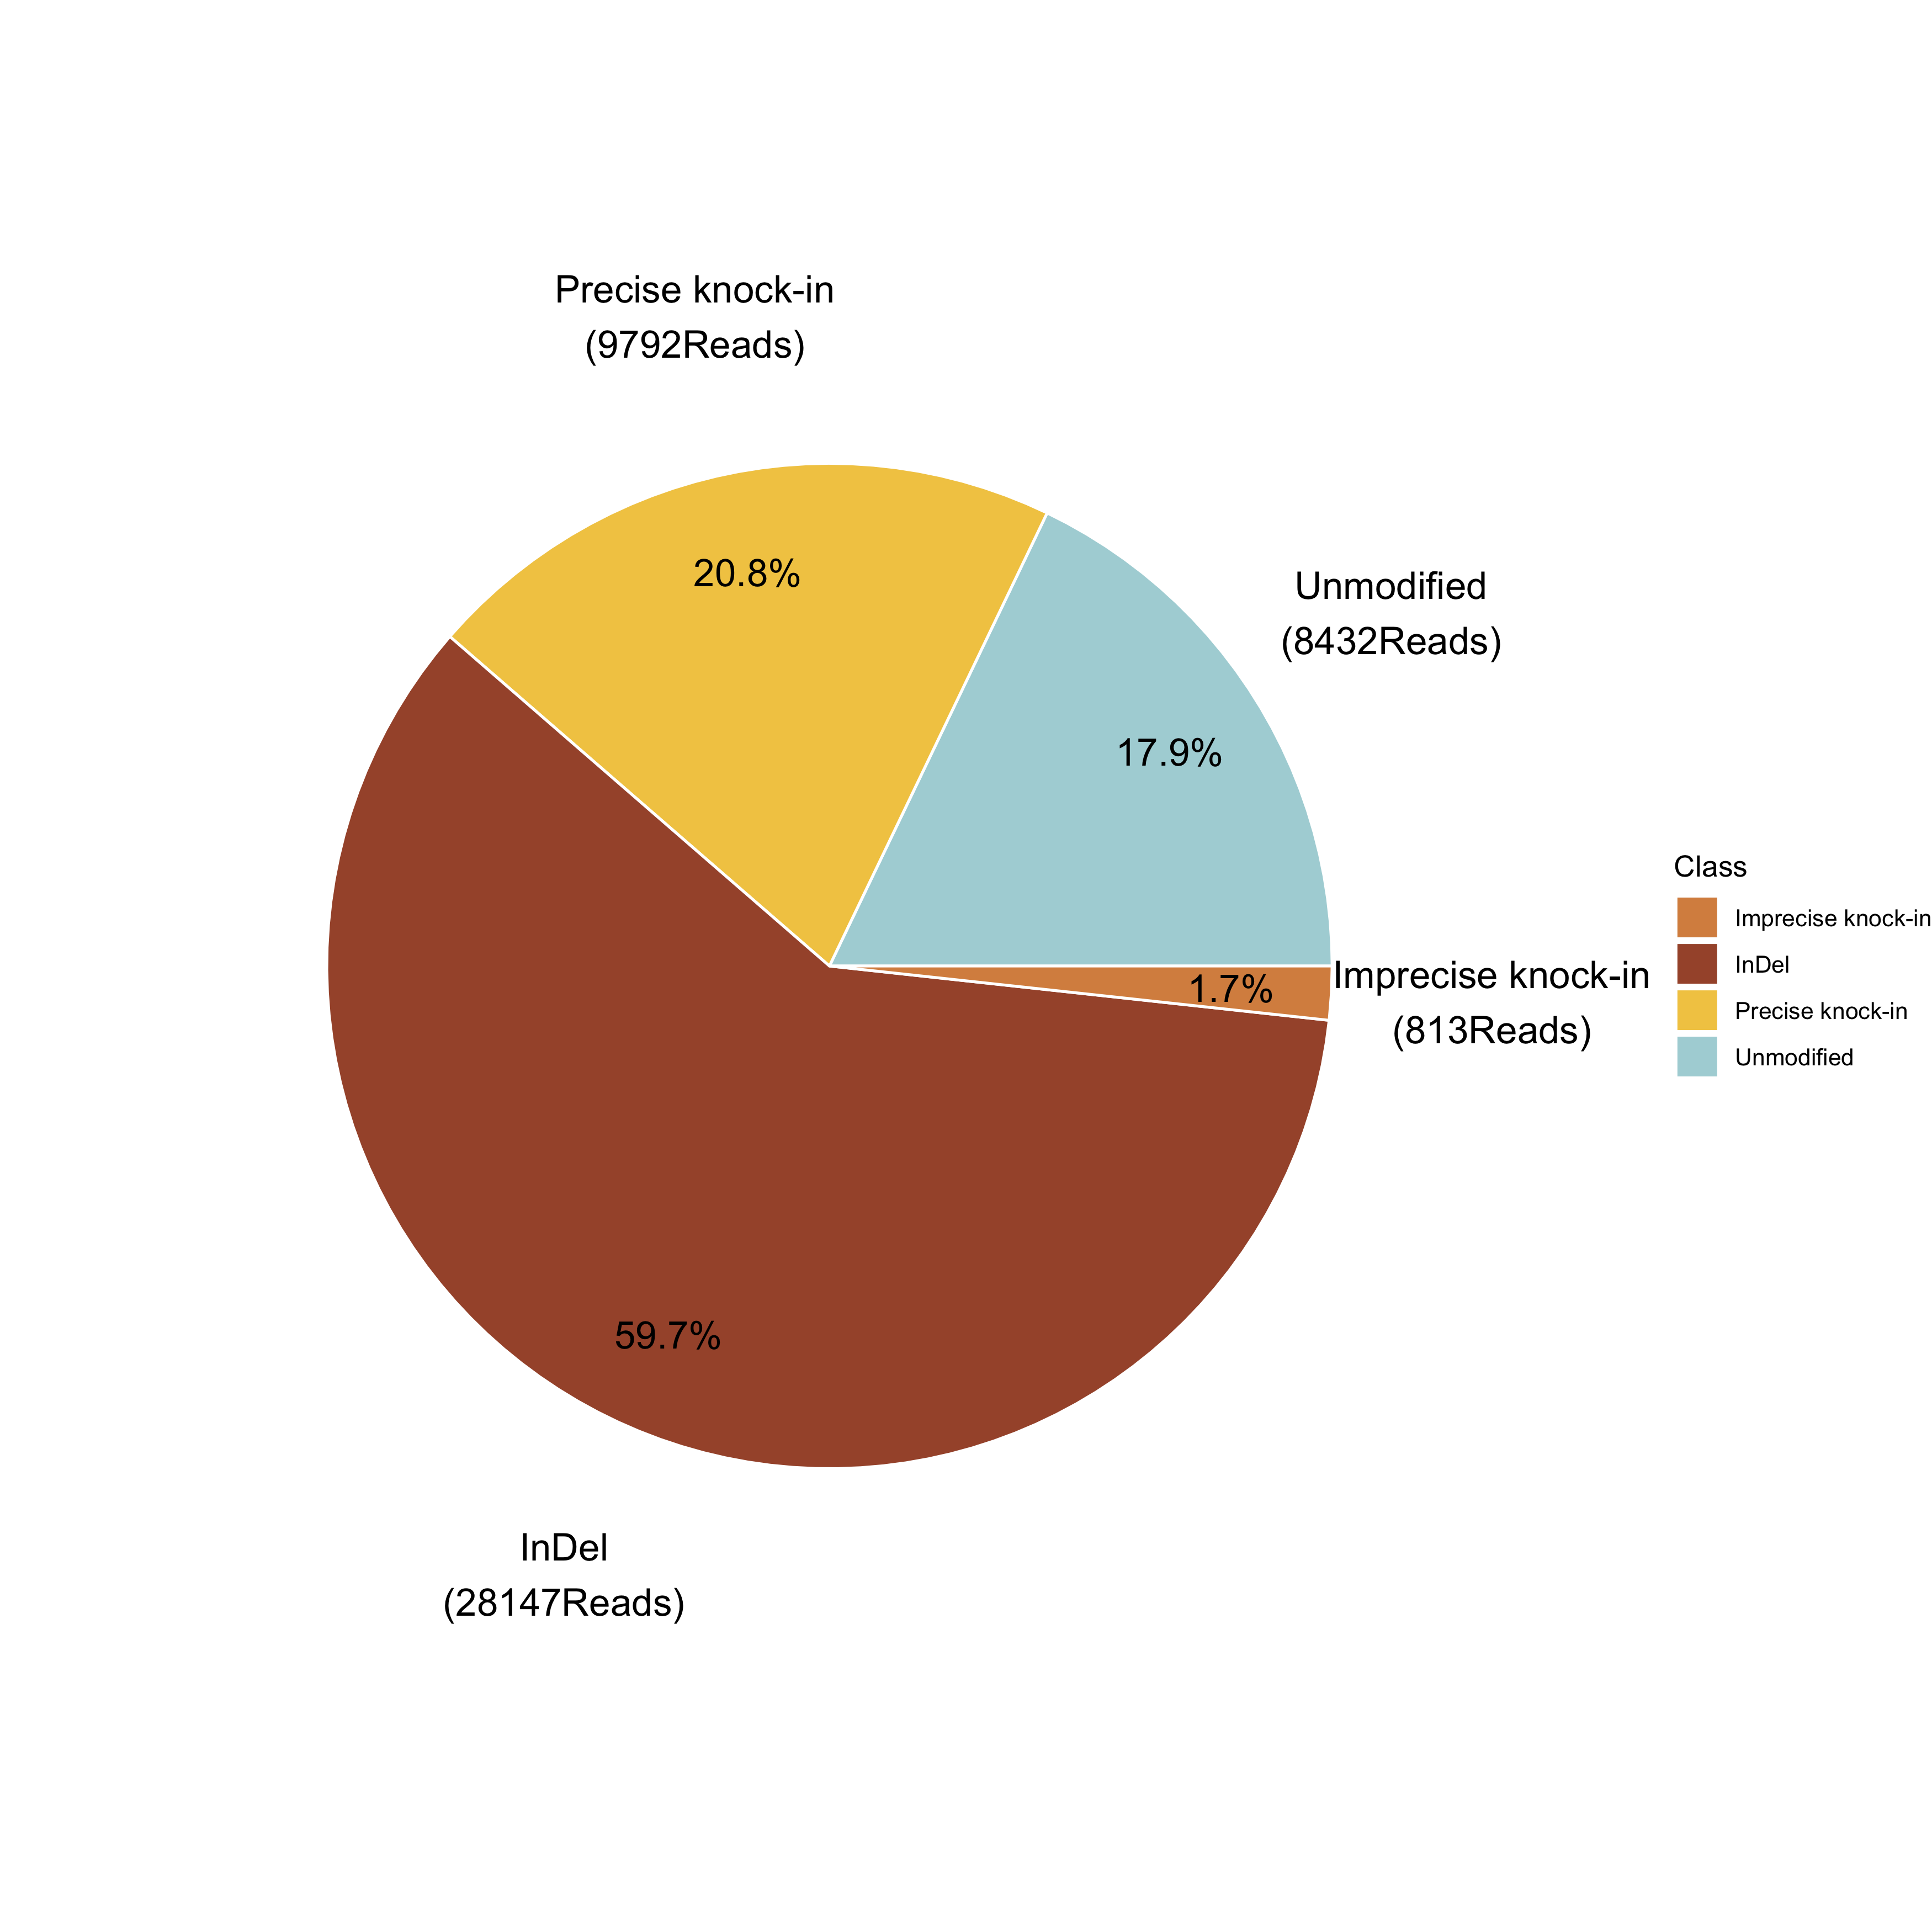 Precise knock-in
(9792Reads)
20.8%
Unmodified
(8432Reads)
17.9%
Imprecise knock-in
(813Reads)
1.7%
59.7%
InDel
(28147Reads)
Class
Imprecise knock-in
InDel
Precise knock-in
Unmodified